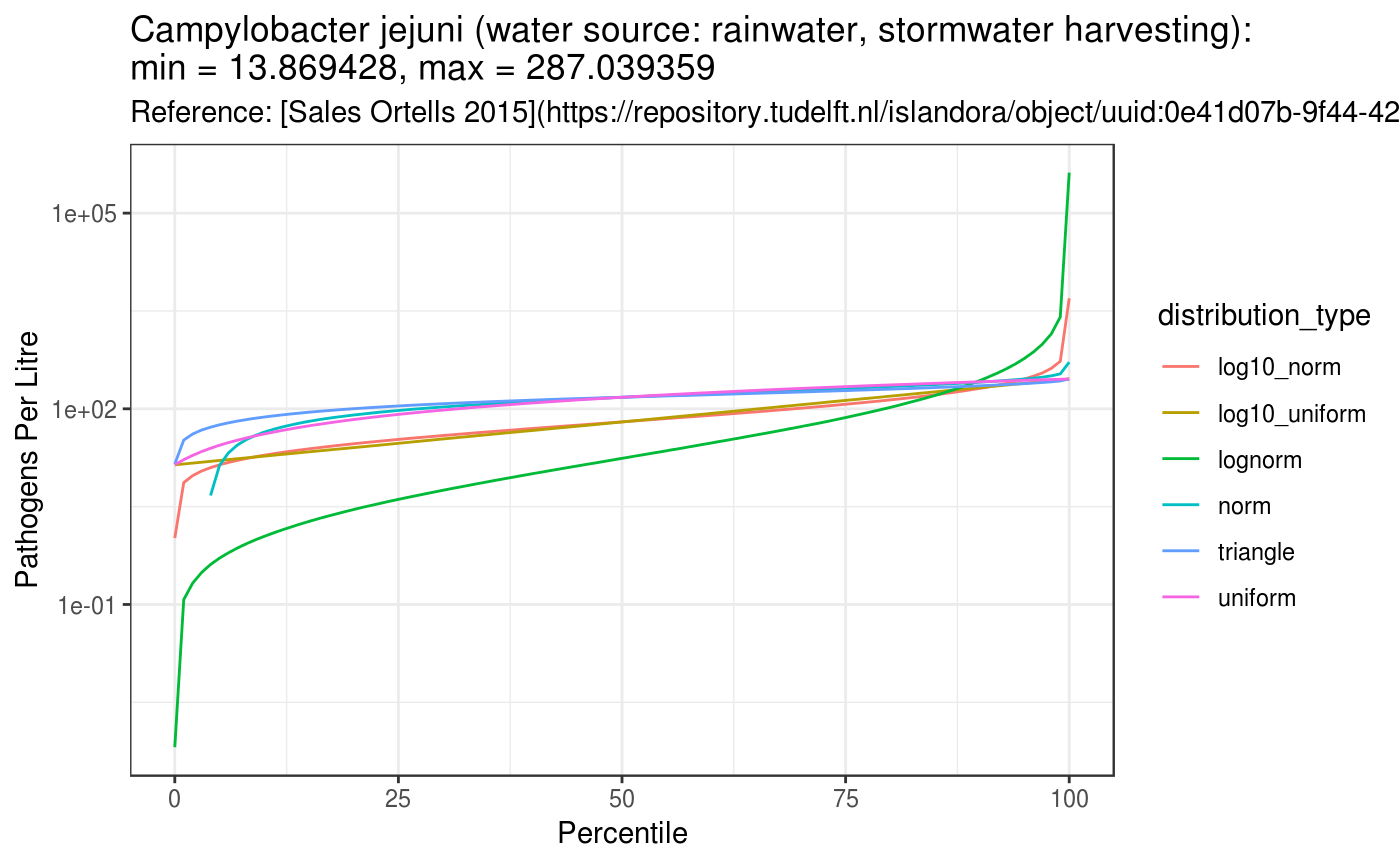 Campylobacter jejuni (water source: rainwater, stormwater harvesting):
min = 13.869428, max = 287.039359
Reference: [Sales Ortells 2015](https://repository.tudelft.nl/islandora/object/uuid:0e41d07b-9f44-42
1e+05
1e+02
1e-01
Pathogens Per Litre
0 25 50 75 100
Percentile
distribution_type
log10_norm
log10_uniform
lognorm
norm
triangle
uniform